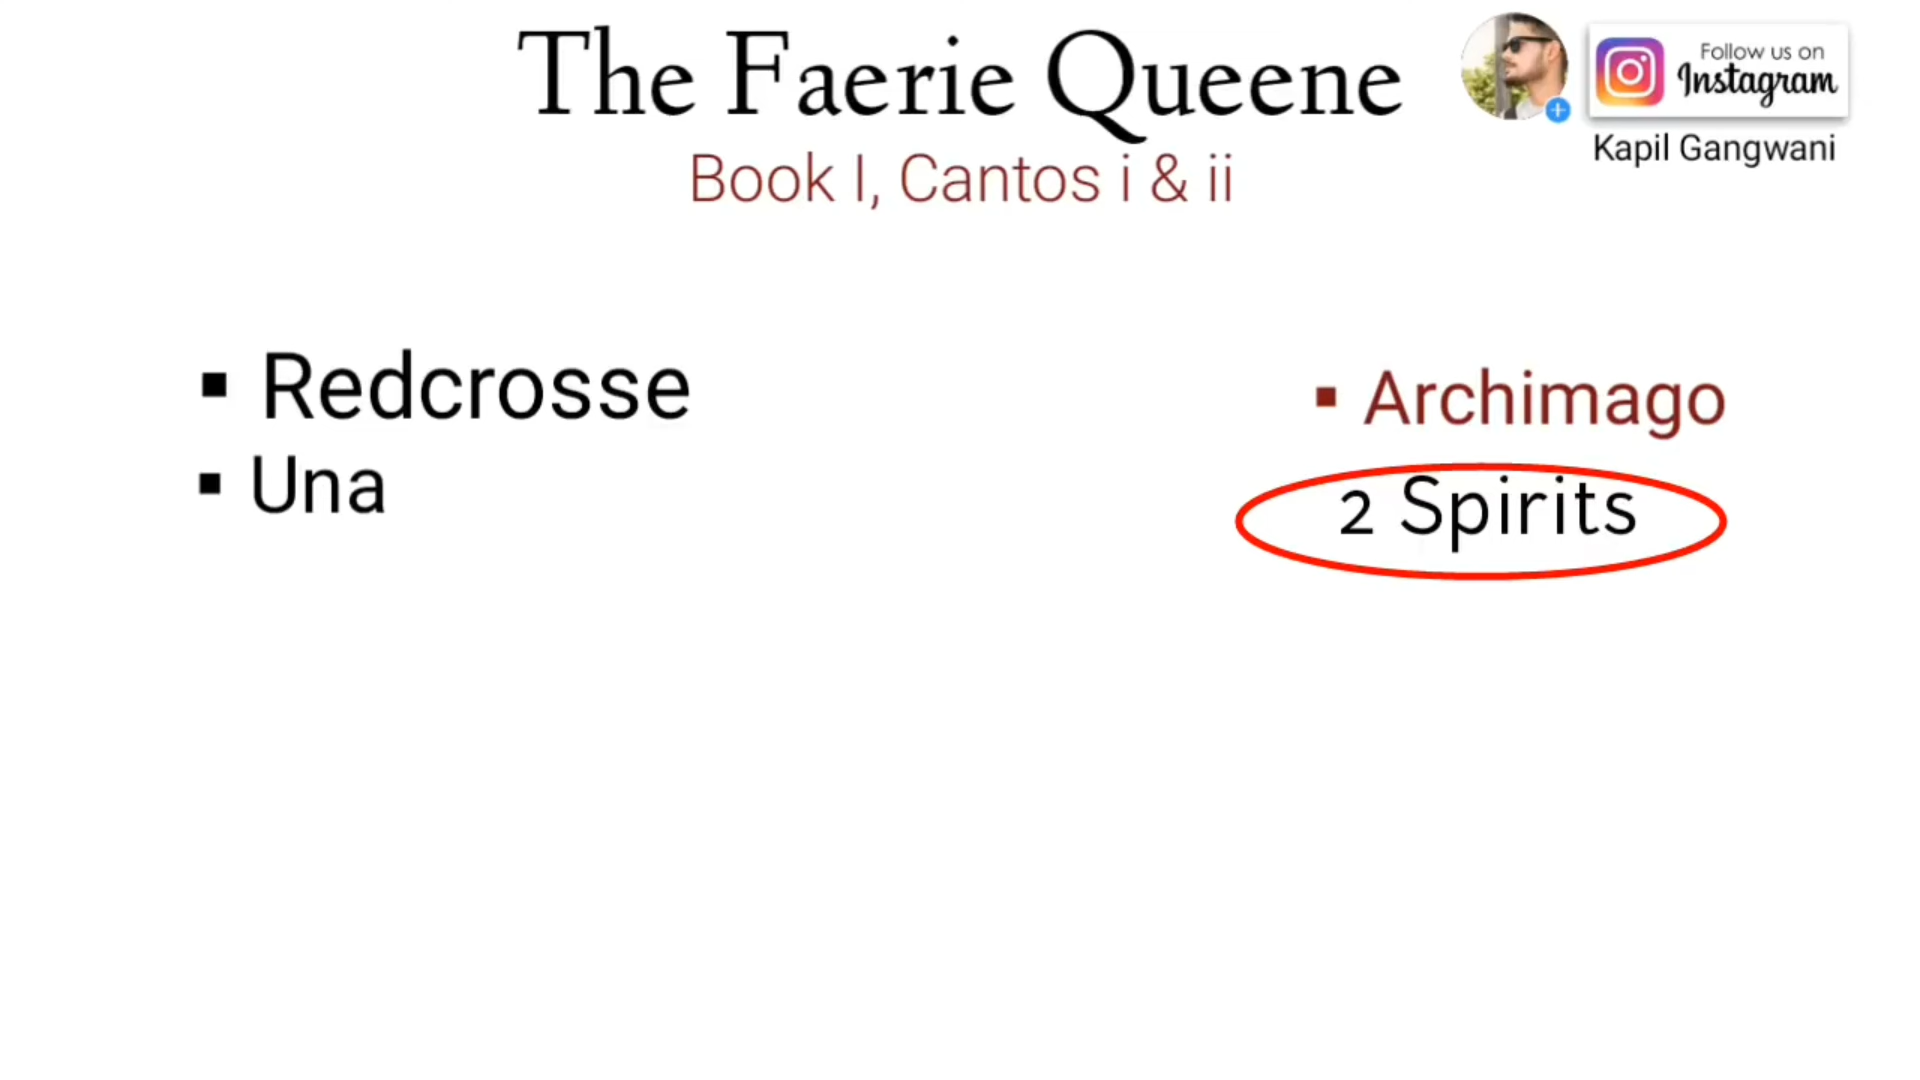 The Faerie Queene
Book I, Cantos i & ii
Follow us on
Instagram
Kapil Gangwani
▪ Redcrosse
▪ Una
▪ Archimago
2 Spirits